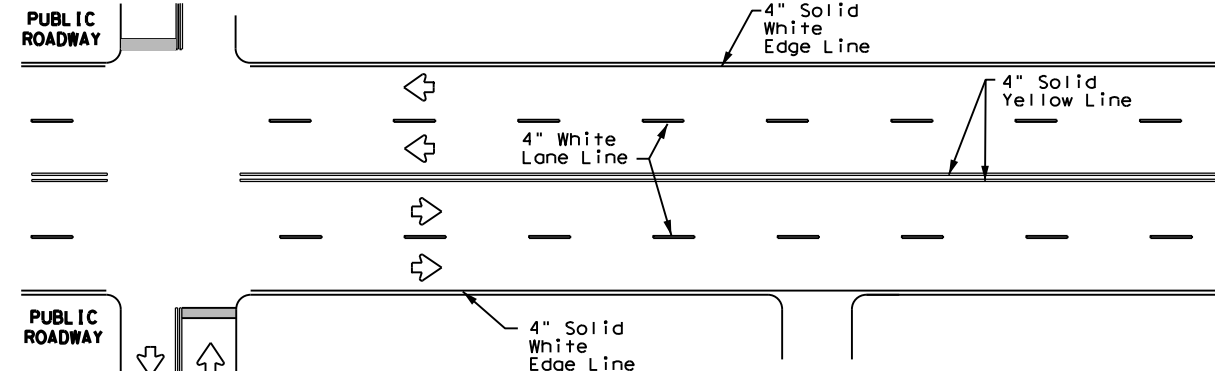 PUBLIC
ROADWAY
4" Solid
White
Edge Line
4" Solid
Yellow Line
4" White
Lane Line
PUBLIC
ROADWAY
4" Solid
White
Edge Line